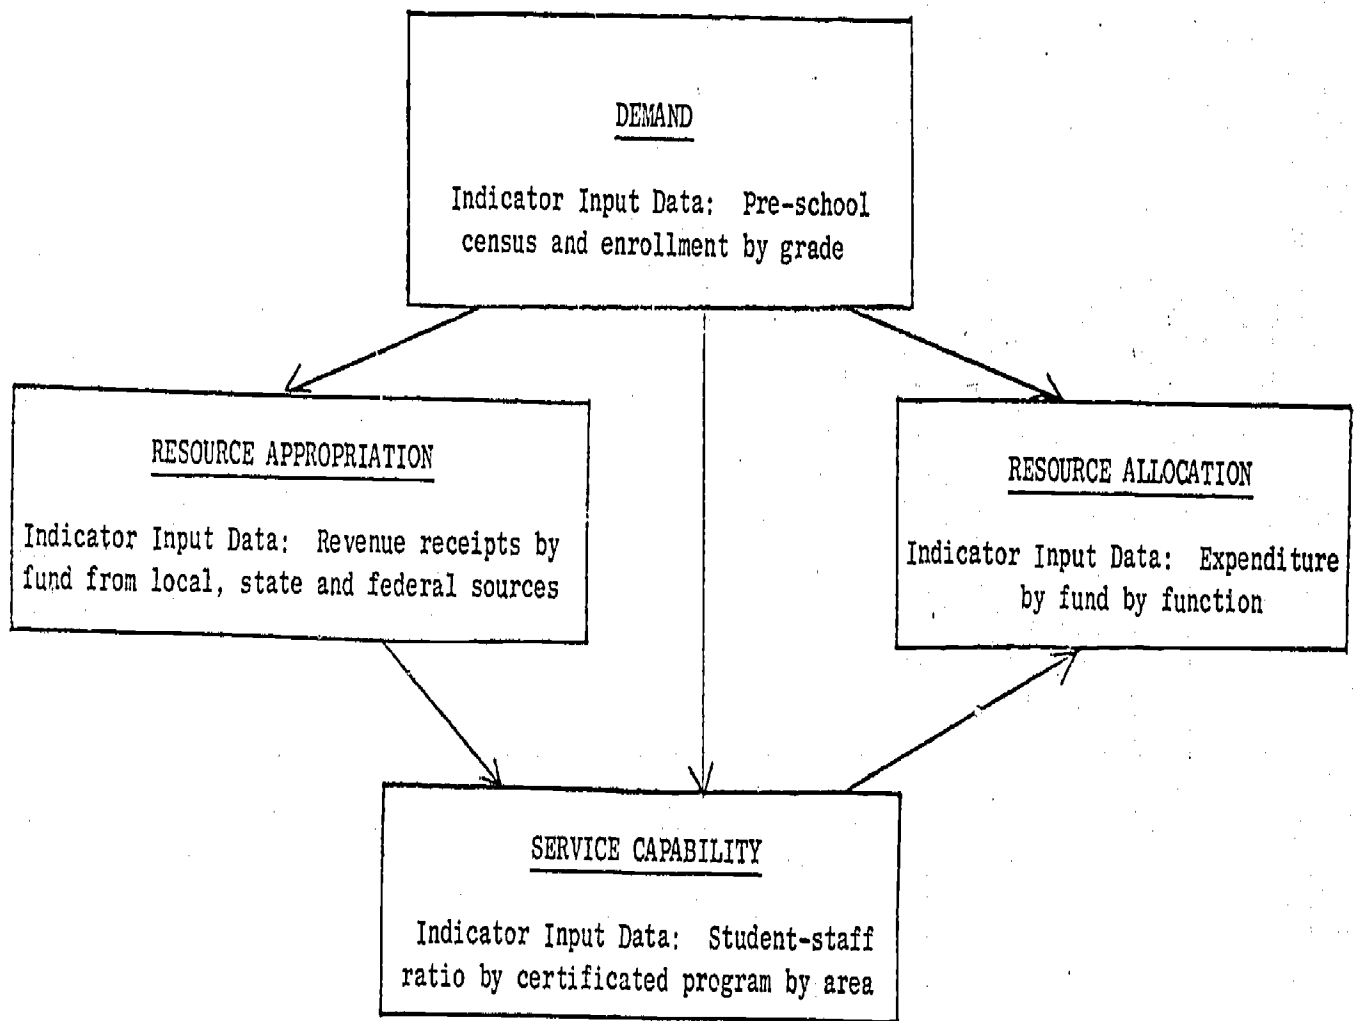 DEMAND
Indicator Input Data: Pre-school
census and enrollment by grade
RESOURCE APPROPRIATION
Indicator Input Data: Revenue receipts by
fund from local, state and federal sources
RESOURCE ALLOCATION
Indicator Input Data: Expenditure
by fund by function
SERVICE CAPABILITY
Indicator Input Data: Student-staff
ratio by certificated program by area